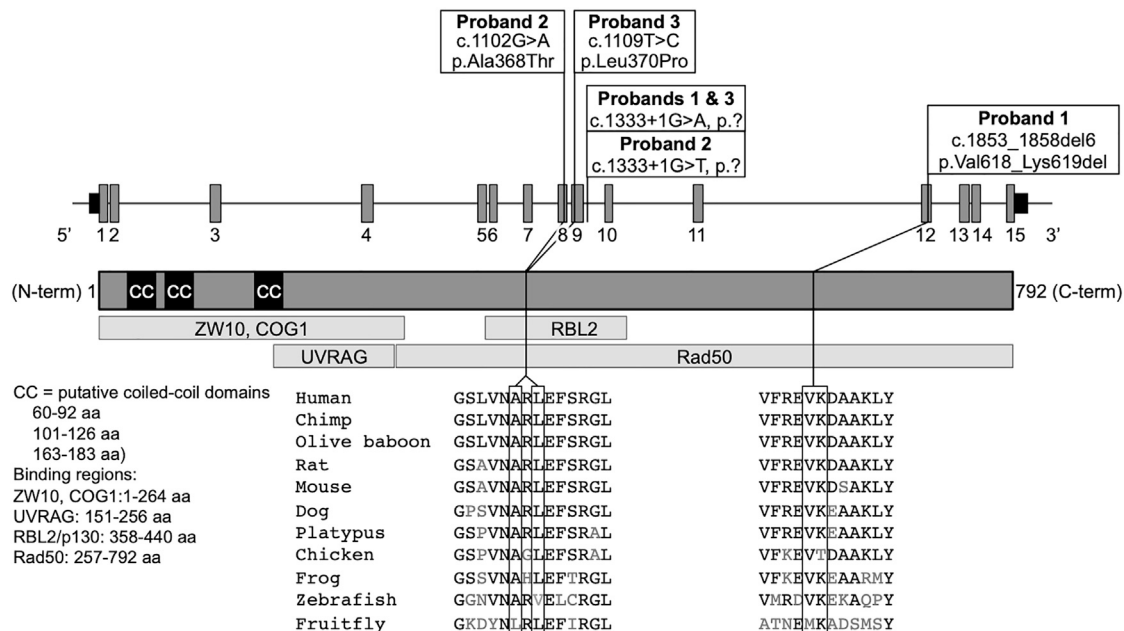 Proband 2
c.1102G>A
p.Ala368Thr
Proband 3
c.1109T>C
p.Leu370Pro
Probands 1 & 3
c.1333+1G>A, p.?
Proband 2
c.1333+1G>T, p.?
Proband 1
c.1853_1858del6
p.Val618_Lys619del
5’ 1 2 3 4 5 6 7 8 9 10 11 12 13 14 15 3’
(N-term) 1 CC CC CC 792 (C-term)
ZW10, COG1 RBL2
UVRAG Rad50
CC = putative coiled-coil domains
60-92 aa
101-126 aa
163-183 aa)
Binding regions:
ZW10, COG1:1-264 aa
UVRAG: 151-256 aa
RBL2/p130: 358-440 aa
Rad50: 257-792 aa
Human GSLVNARLEFSRGL VFREVKDAAKLY
Chimp GSLVNARLEFSRGL VFREVKDAAKLY
Olive baboon GSLVNARLEFSRGL VFREVKDAAKLY
Rat GSAVNARLEFSRGL VFREVKDAAKLY
Mouse GSAVNARLEFSRGL VFREVKDSAKLY
Dog GPSVNARLEFSRGL VFREVKEAAKLY
Platypus GSPVNARLEFSRAL VFREVKEAAKLY
Chicken GSPVNAGLEFSRAL VFKEVTDAAKLY
Frog GSSVNAHLEFTRGL VFKEVKEAARMY
Zebrafish GGNVNARVELCRGL VMRDVKEKAQPY
Fruitfly GKDYNLRLEFIRGL ATNEMKADSMSY